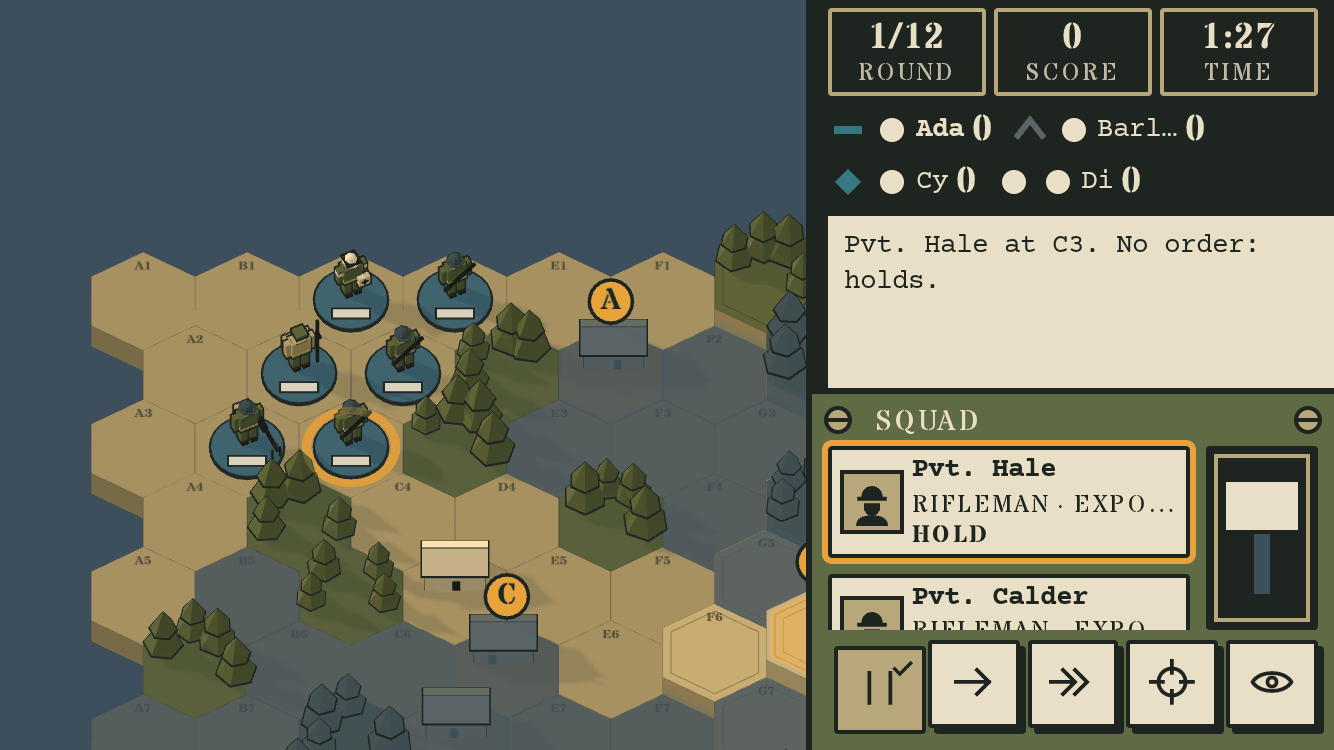 1/12
ROUND
0
SCORE
1:27
TIME
Ada 0
Barl… 0
Cy 0
Di 0
Pvt. Hale at C3. No order:
holds.
SQUAD
Pvt. Hale
RIFLEMAN · EXPO…
HOLD
Pvt. Calder
RIFLEMAN · EXPO…
A1
B1
E1
F1
A
A2
F2
A3
E3
F3
G3
A4
C4
D4
F4
A5
B5
E5
F5
G5
C
B6
C6
E6
F6
A7
B7
E7
F7
G7